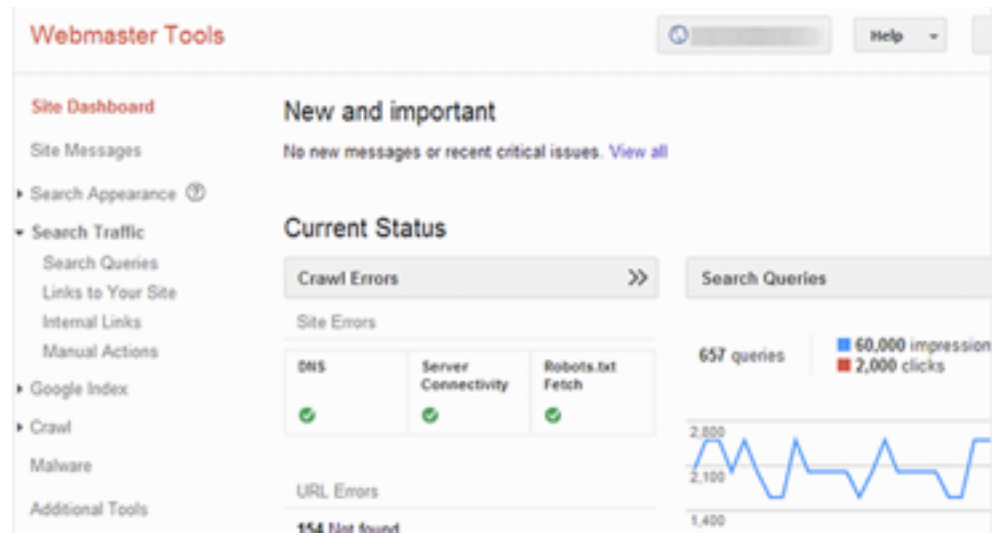 Webmaster Tools
Help
Site Dashboard
Site Messages
Search Appearance
Search Traffic
Search Queries
Links to Your Site
Internal Links
Manual Actions
Google Index
Crawl
Malware
Additional Tools
New and important
No new messages or recent critical issues. View all
Current Status
Crawl Errors
Site Errors
DNS
Server
Connectivity
Robots.txt
Fetch
URL Errors
154 Not found
Search Queries
657 queries
60,000 impression
2,000 clicks
2,800
2,100
1,400